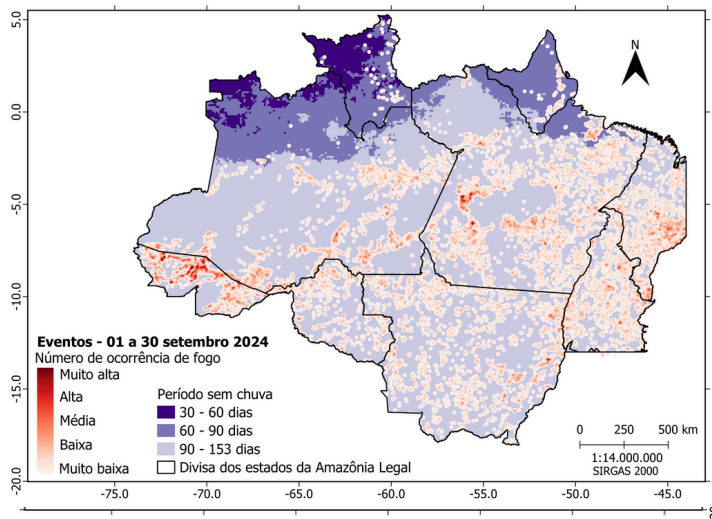 5.0
0.0
-5.0
-10.0
-15.0
-20.0
N
Eventos - 01 a 30 setembro 2024
Número de ocorrência de fogo
Muito alta
Alta
Média
Baixa
Muito baixa
Período sem chuva
30 - 60 dias
60 - 90 dias
90 - 153 dias
Divisa dos estados da Amazônia Legal
0 250 500 km
1:14.000.000
SIRGAS 2000
-75.0 -70.0 -65.0 -60.0 -55.0 -50.0 -45.0